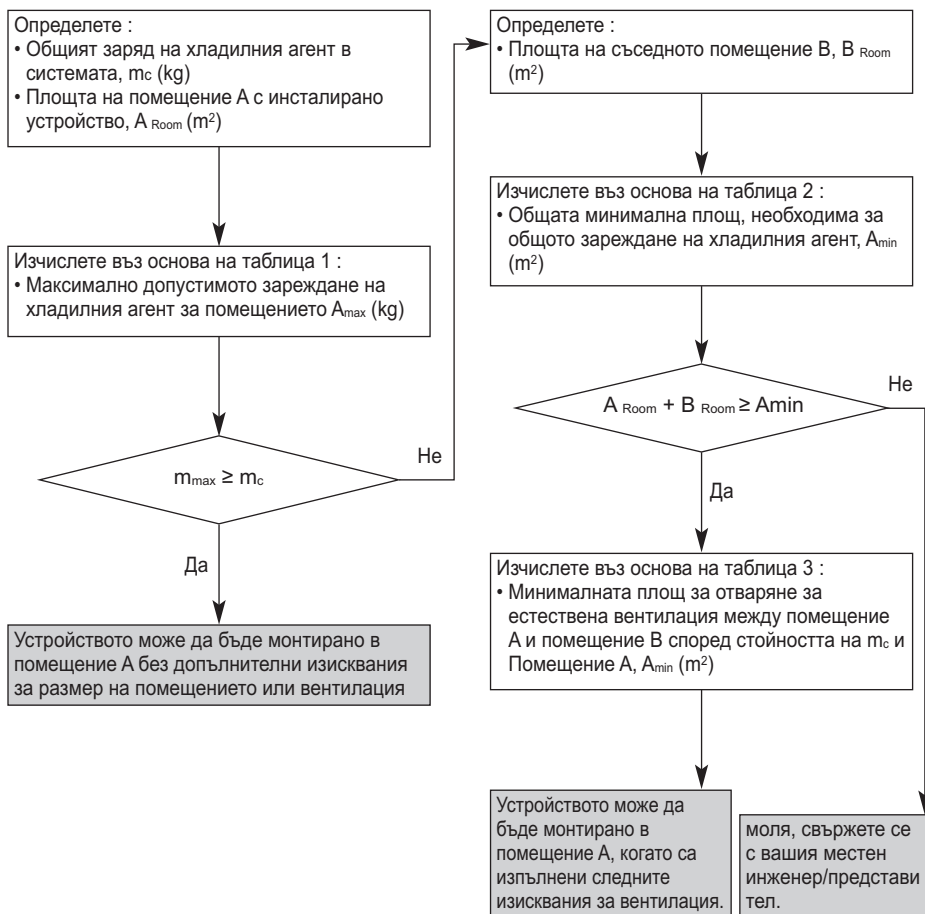 Определете :
• Общият заряд на хладилния агент в
системата, mc (kg)
• Площта на помещение A с инсталирано
устройство, A Room (m²)
Изчислете въз основа на таблица 1 :
• Максимално допустимото зареждане на
хладилния агент за помещението Amax (kg)
mmax ≥ mc
Не
Да
Устройството може да бъде монтирано в
помещение A без допълнителни изисквания
за размер на помещението или вентилация
Определете :
• Площта на съседното помещение B, B Room
(m²)
Изчислете въз основа на таблица 2 :
• Общата минимална площ, необходима за
общото зареждане на хладилния агент, Amin
(m²)
A Room + B Room ≥ Amin
Не
Да
Изчислете въз основа на таблица 3 :
• Минималната площ за отваряне за
естествена вентилация между помещение
A и помещение B според стойността на mc и
Помещение A, Amin (m²)
Устройството може да
бъде монтирано в
помещение A, когато са
изпълнени следните
изисквания за вентилация.
моля, свържете се
с вашия местен
инженер/представи
тел.